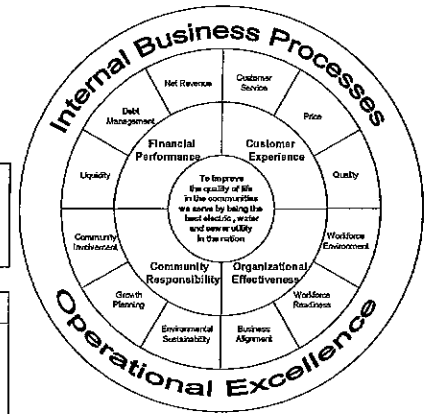 Internal Business Processes
Net Revenue
Customer
Service
Debt
Management
Price
Financial
Performance
Customer
Experience
Liquidity
Quality
To Improve
the quality of life
in the communities
we serve by being the
best electric, water
and sewer utility
in the nation
Community
Involvement
Workforce
Environment
Community
Responsibility
Organizational
Effectiveness
Growth
Planning
Workforce
Readiness
Environmental
Sustainability
Business
Alignment
Operational Excellence